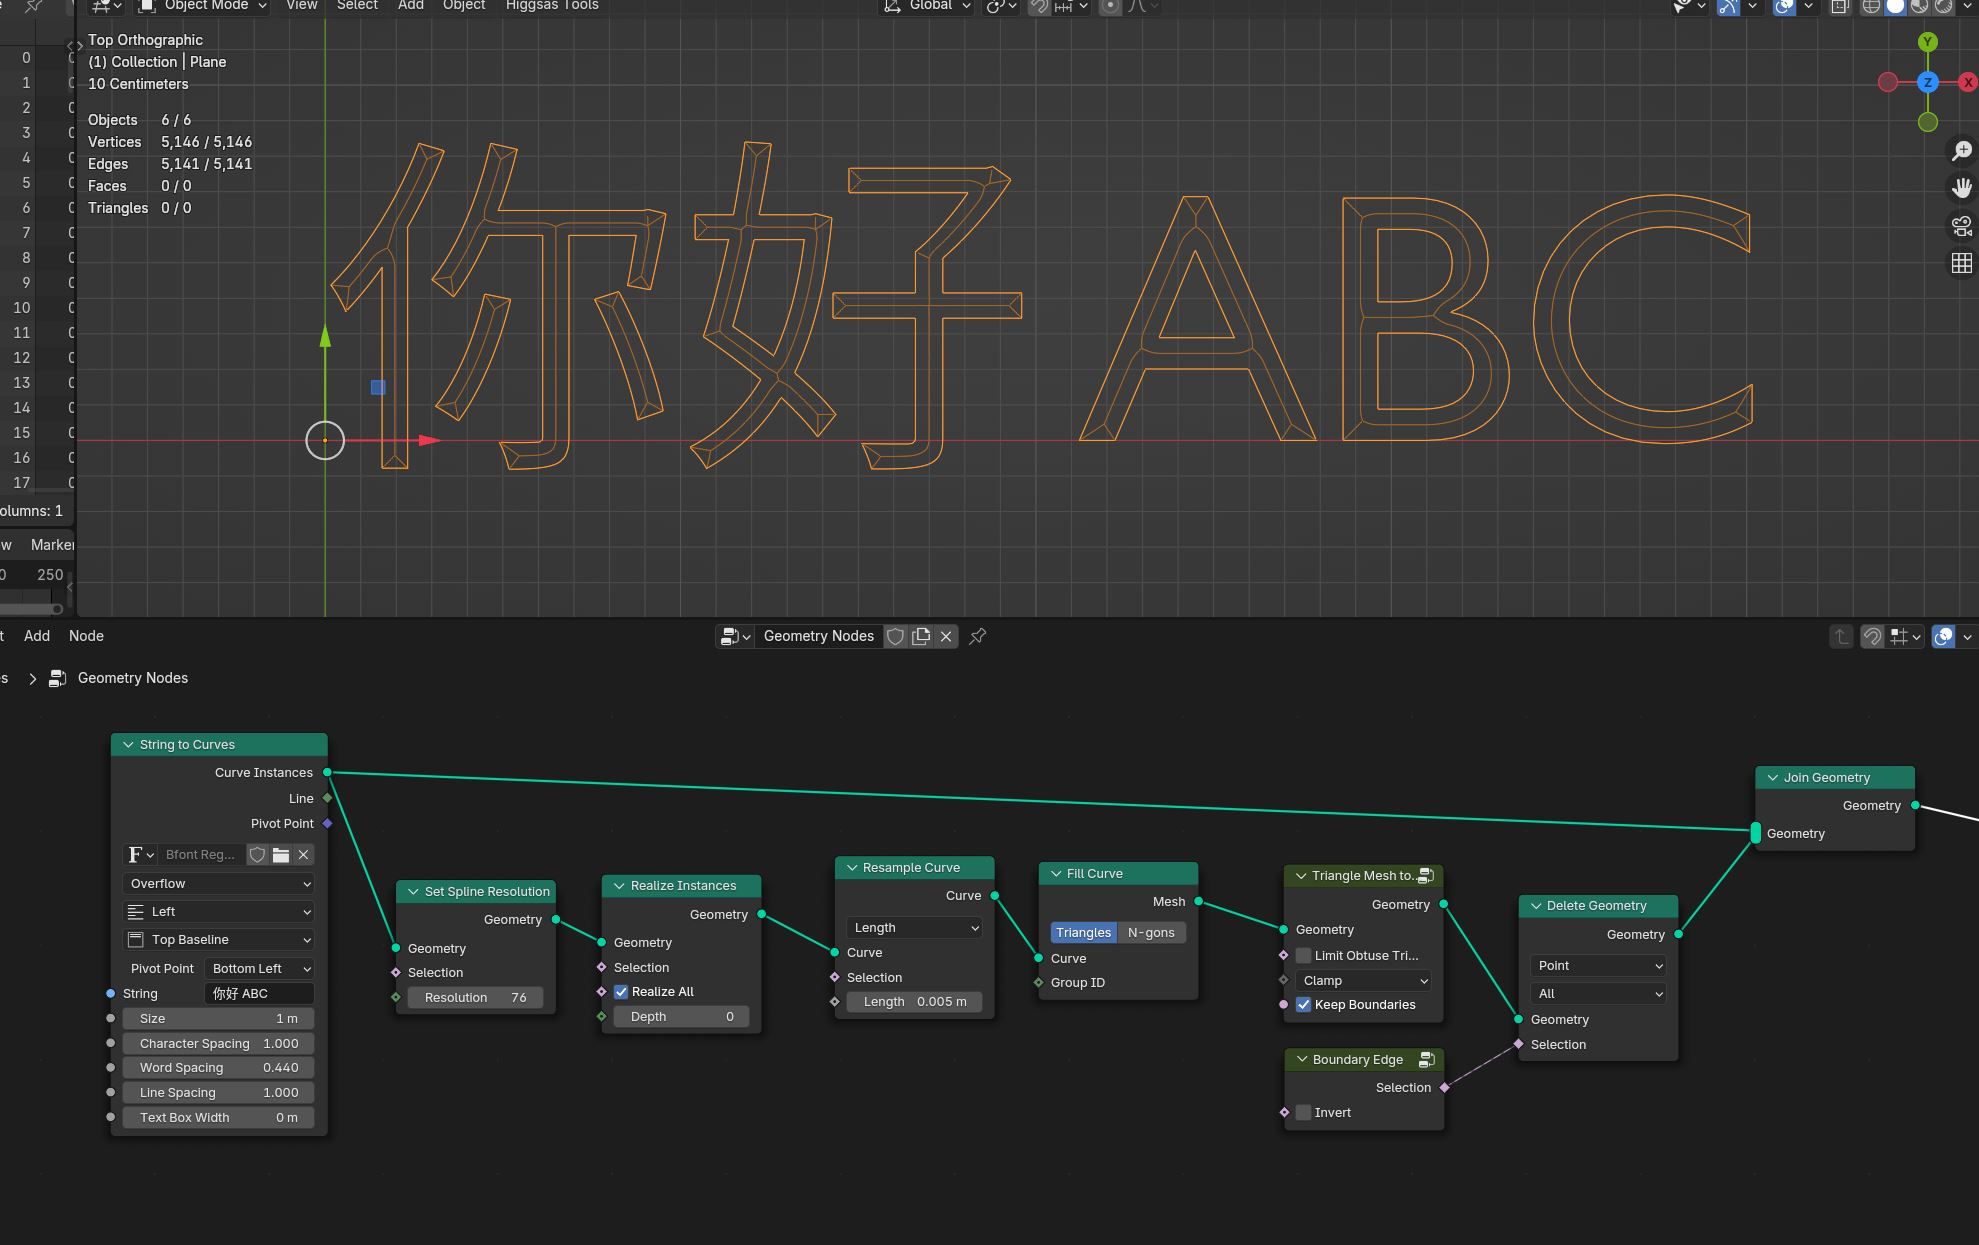 Object Mode View Select Add Object Higgsas Tools Global
Top Orthographic
(1) Collection | Plane
10 Centimeters
Objects 6 / 6
Vertices 5,146 / 5,146
Edges 5,141 / 5,141
Faces 0 / 0
Triangles 0 / 0
Y
Z
X
0
1
2
3
4
5
6
7
8
9
10
11
12
13
14
15
16
17
olumns: 1
w Marker
0 250
你好 ABC
t Add Node
Geometry Nodes
s > Geometry Nodes
String to Curves
Curve Instances
Line
Pivot Point
F Bfont Reg...
Overflow
Left
Top Baseline
Pivot Point Bottom Left
String 你好 ABC
Size 1 m
Character Spacing 1.000
Word Spacing 0.440
Line Spacing 1.000
Text Box Width 0 m
Set Spline Resolution
Geometry
Geometry
Selection
Resolution 76
Realize Instances
Geometry
Geometry
Selection
Realize All
Depth 0
Resample Curve
Curve
Length
Curve
Selection
Length 0.005 m
Fill Curve
Mesh
Triangles N-gons
Curve
Group ID
Triangle Mesh to...
Geometry
Geometry
Limit Obtuse Tri...
Clamp
Keep Boundaries
Boundary Edge
Selection
Invert
Delete Geometry
Geometry
Point
All
Geometry
Selection
Join Geometry
Geometry
Geometry